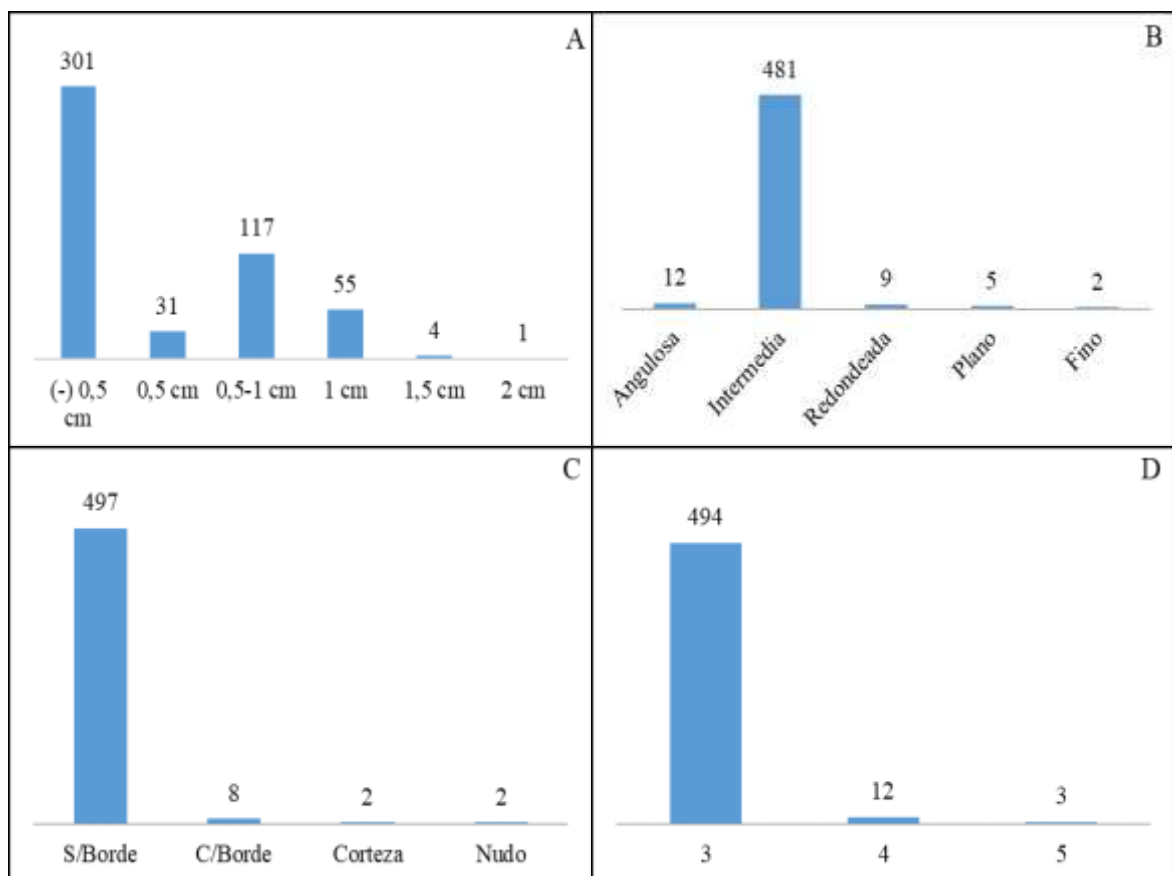 A
301
31
117
55
4
1
(-) 0,5 cm
0,5 cm
0,5-1 cm
1 cm
1,5 cm
2 cm
B
481
12
9
5
2
Angulosa
Intermedia
Redondeada
Plano
Fino
C
497
8
2
2
S/Borde
C/Borde
Corteza
Nudo
D
494
12
3
3
4
5